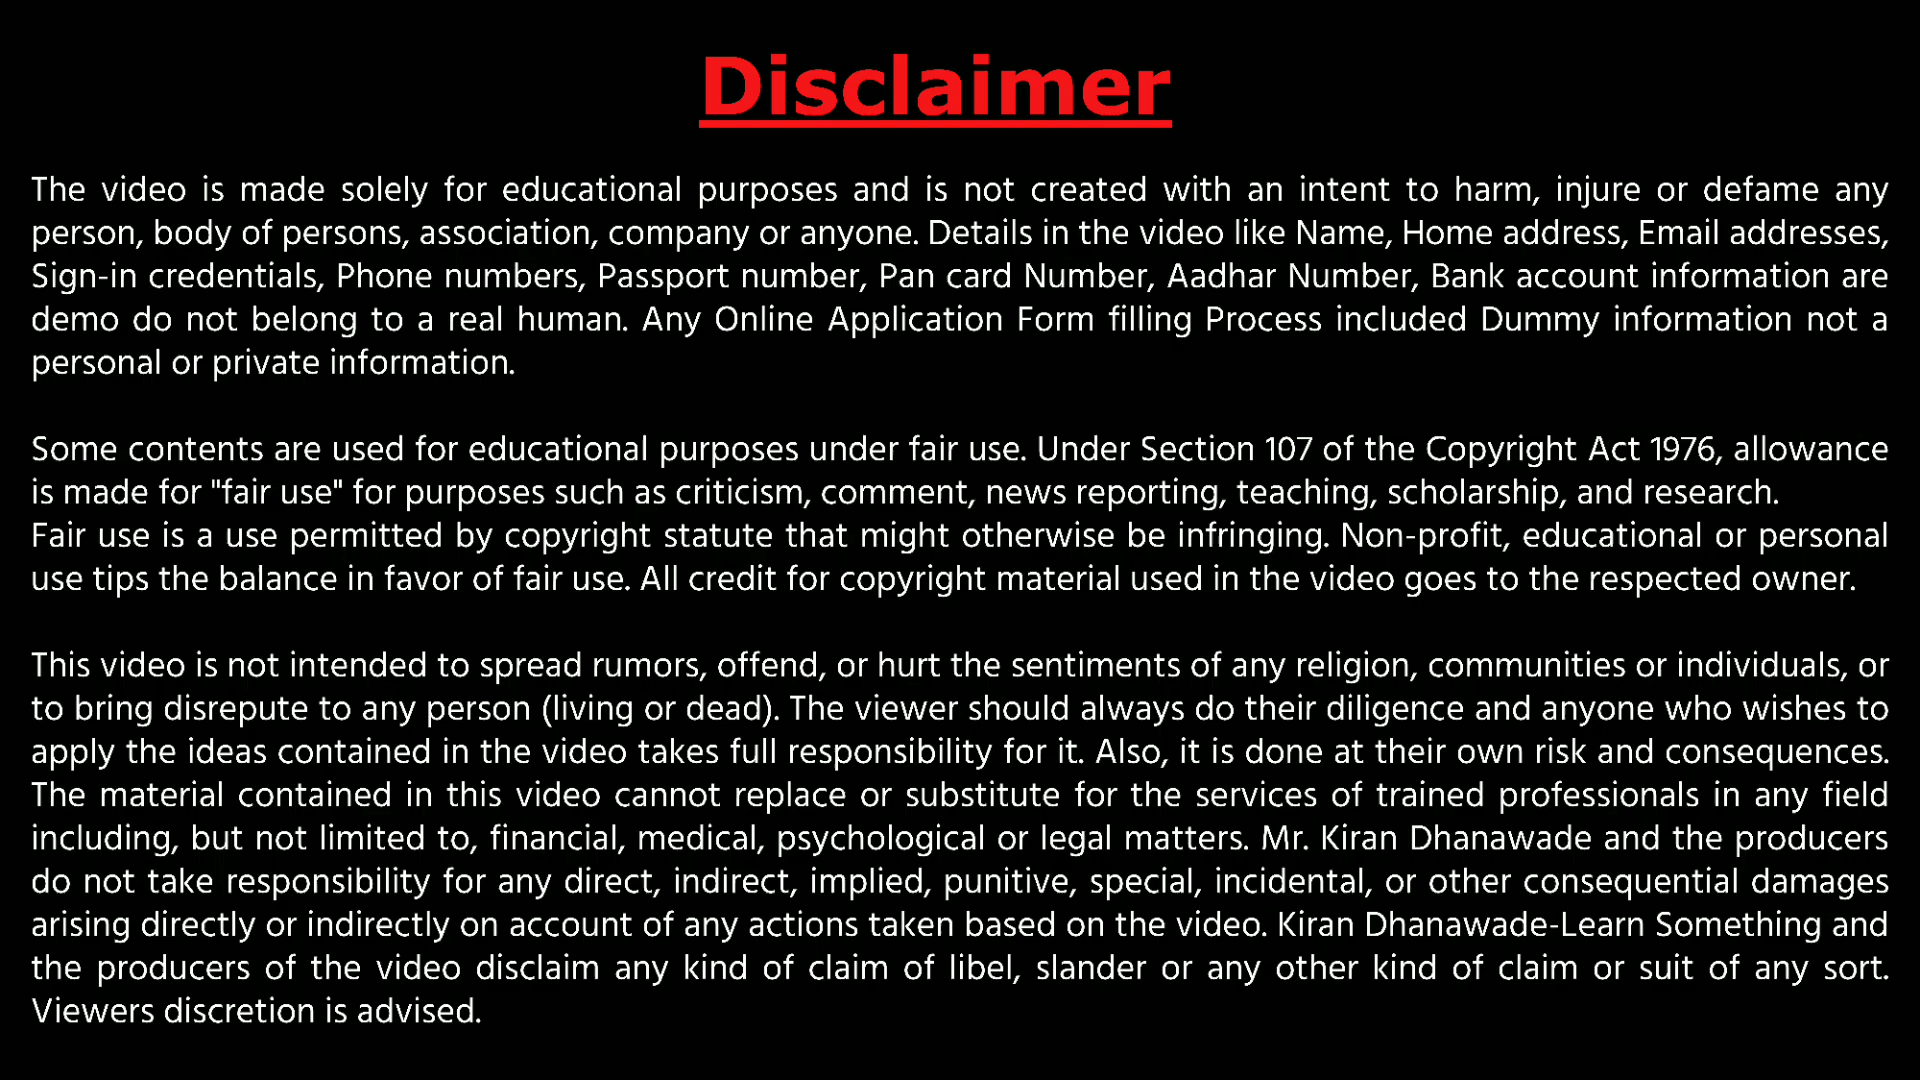 Disclaimer
The video is made solely for educational purposes and is not created with an intent to harm, injure or defame any
person, body of persons, association, company or anyone. Details in the video like Name, Home address, Email addresses,
Sign-in credentials, Phone numbers, Passport number, Pan card Number, Aadhar Number, Bank account information are
demo do not belong to a real human. Any Online Application Form filling Process included Dummy information not a
personal or private information.
Some contents are used for educational purposes under fair use. Under Section 107 of the Copyright Act 1976, allowance
is made for "fair use" for purposes such as criticism, comment, news reporting, teaching, scholarship, and research.
Fair use is a use permitted by copyright statute that might otherwise be infringing. Non-profit, educational or personal
use tips the balance in favor of fair use. All credit for copyright material used in the video goes to the respected owner.
This video is not intended to spread rumors, offend, or hurt the sentiments of any religion, communities or individuals, or
to bring disrepute to any person (living or dead). The viewer should always do their diligence and anyone who wishes to
apply the ideas contained in the video takes full responsibility for it. Also, it is done at their own risk and consequences.
The material contained in this video cannot replace or substitute for the services of trained professionals in any field
including, but not limited to, financial, medical, psychological or legal matters. Mr. Kiran Dhanawade and the producers
do not take responsibility for any direct, indirect, implied, punitive, special, incidental, or other consequential damages
arising directly or indirectly on account of any actions taken based on the video. Kiran Dhanawade-Learn Something and
the producers of the video disclaim any kind of claim of libel, slander or any other kind of claim or suit of any sort.
Viewers discretion is advised.